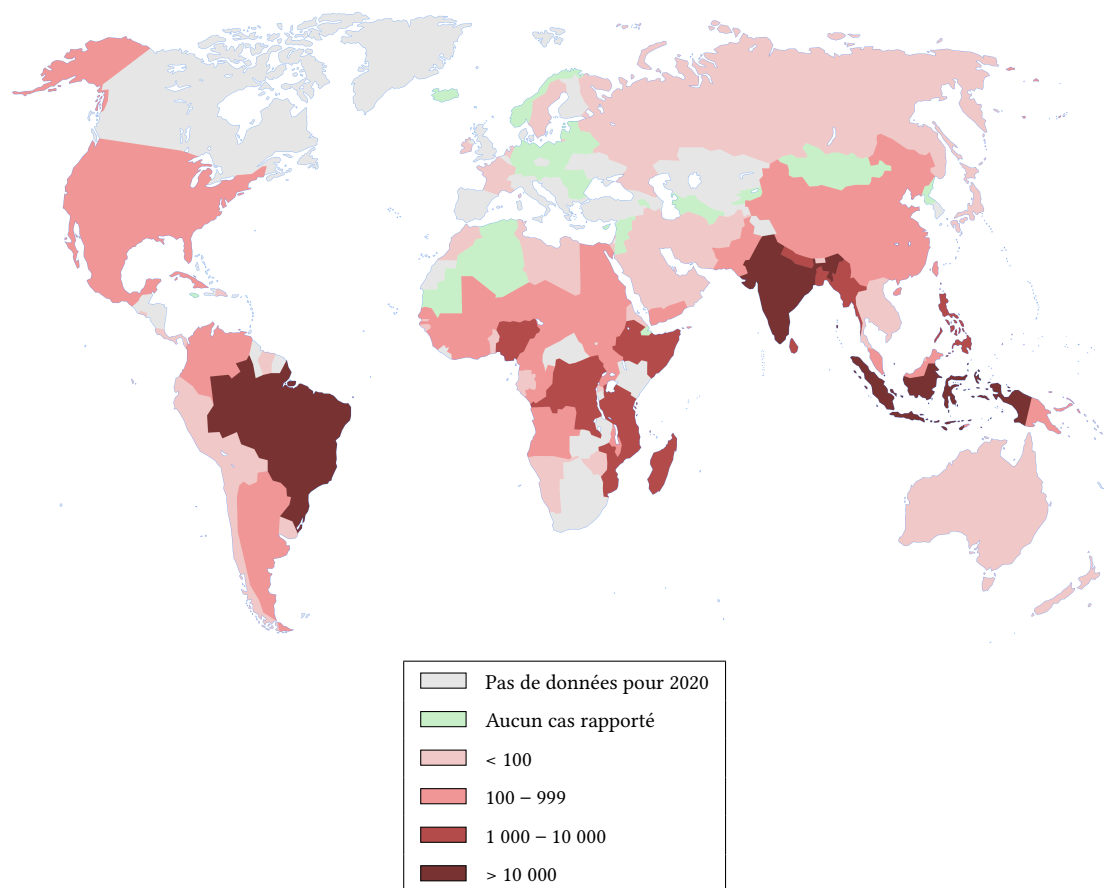 Pas de données pour 2020
Aucun cas rapporté
< 100
100 – 999
1 000 – 10 000
> 10 000